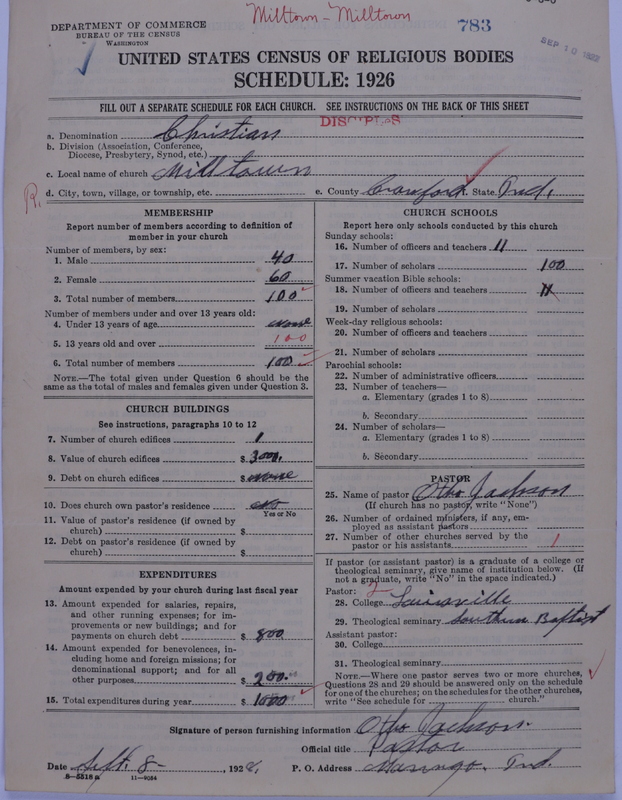 Milltown - Milltown
783
DEPARTMENT OF COMMERCE
BUREAU OF THE CENSUS
WASHINGTON
SEP 10
UNITED STATES CENSUS OF RELIGIOUS BODIES
SCHEDULE: 1926
FILL OUT A SEPARATE SCHEDULE FOR EACH CHURCH. SEE INSTRUCTIONS ON THE BACK OF THIS SHEET
DISCIPLES
a. Denomination Christian
b. Division (Association, Conference,
Diocese, Presbytery, Synod, etc.)
c. Local name of church Milltown
R. d. City, town, village, or township, etc. e. County Crawford f. State Ind.
MEMBERSHIP
Report number of members according to definition of
member in your church
Number of members, by sex:
1. Male 40
2. Female 60
3. Total number of members 100
Number of members under and over 13 years old:
4. Under 13 years of age none
5. 13 years old and over 100
6. Total number of members 100
NOTE.—The total given under Question 6 should be the
same as the total of males and females given under Question 3.
CHURCH BUILDINGS
See instructions, paragraphs 10 to 12
7. Number of church edifices 1
8. Value of church edifices $ 3000.
9. Debt on church edifices $ none
10. Does church own pastor's residence no
Yes or No
11. Value of pastor's residence (if owned by
church) $
12. Debt on pastor's residence (if owned by
church) $
EXPENDITURES
Amount expended by your church during last fiscal year
13. Amount expended for salaries, repairs,
and other running expenses; for im-
provements or new buildings; and for
payments on church debt $ 800
14. Amount expended for benevolences, in-
cluding home and foreign missions; for
denominational support; and for all
other purposes $ 200.00
15. Total expenditures during year $ 1000
CHURCH SCHOOLS
Report here only schools conducted by this church
Sunday schools:
16. Number of officers and teachers 11
17. Number of scholars 100
Summer vacation Bible schools:
18. Number of officers and teachers 11
19. Number of scholars
Week-day religious schools:
20. Number of officers and teachers
21. Number of scholars
Parochial schools:
22. Number of administrative officers
23. Number of teachers—
a. Elementary (grades 1 to 8)
b. Secondary
24. Number of scholars—
a. Elementary (grades 1 to 8)
b. Secondary
PASTOR
25. Name of pastor Otho Jackson
(If church has no pastor, write "None")
26. Number of ordained ministers, if any, em-
ployed as assistant pastors
27. Number of other churches served by the
pastor or his assistants 1
If pastor (or assistant pastor) is a graduate of a college or
theological seminary, give name of institution below. (If
not a graduate, write "No" in the space indicated.)
Pastor: 2
28. College Louisville
29. Theological seminary Southern Baptist
Assistant pastor:
30. College
31. Theological seminary
NOTE.—Where one pastor serves two or more churches,
Questions 28 and 29 should be answered only on the schedule
for one of the churches; on the schedules for the other churches,
write "See schedule for church."
Signature of person furnishing information Otho Jackson.
Official title Pastor
Date Sept. 8-, 1928, P. O. Address Marengo. Ind.
8-5518 a 11-9054